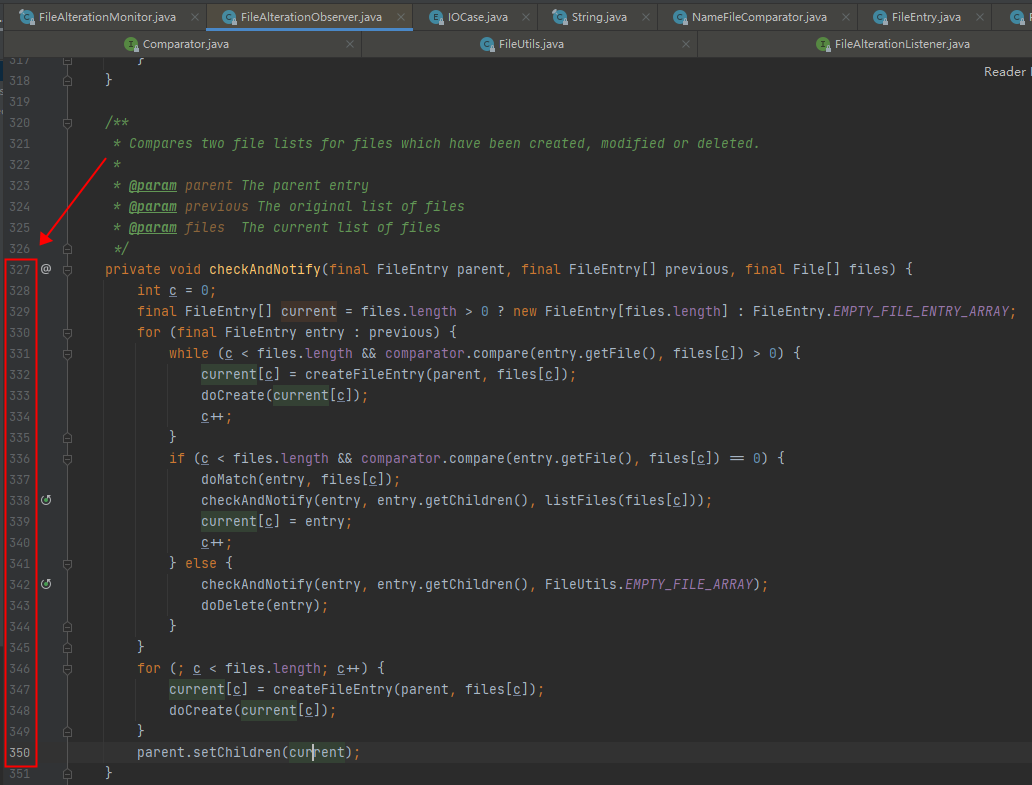 FileAlterationMonitor.java FileAlterationObserver.java IOCase.java String.java NameFileComparator.java FileEntry.java
Comparator.java FileUtils.java FileAlterationListener.java
Reader
317 }
318 }
319
320 /**
321 * Compares two file lists for files which have been created, modified or deleted.
322 *
323 * @param parent The parent entry
324 * @param previous The original list of files
325 * @param files  The current list of files
326 */
327 @ private void checkAndNotify(final FileEntry parent, final FileEntry[] previous, final File[] files) {
328 int c = 0;
329 final FileEntry[] current = files.length > 0 ? new FileEntry[files.length] : FileEntry.EMPTY_FILE_ENTRY_ARRAY;
330 for (final FileEntry entry : previous) {
331 while (c < files.length && comparator.compare(entry.getFile(), files[c]) > 0) {
332 current[c] = createFileEntry(parent, files[c]);
333 doCreate(current[c]);
334 c++;
335 }
336 if (c < files.length && comparator.compare(entry.getFile(), files[c]) == 0) {
337 doMatch(entry, files[c]);
338 checkAndNotify(entry, entry.getChildren(), listFiles(files[c]));
339 current[c] = entry;
340 c++;
341 } else {
342 checkAndNotify(entry, entry.getChildren(), FileUtils.EMPTY_FILE_ARRAY);
343 doDelete(entry);
344 }
345 }
346 for (; c < files.length; c++) {
347 current[c] = createFileEntry(parent, files[c]);
348 doCreate(current[c]);
349 }
350 parent.setChildren(current);
351 }